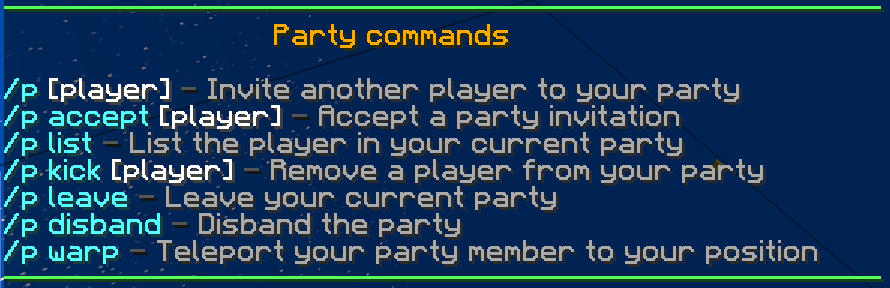 Party commands
/p [player] - Invite another player to your party
/p accept [player] - Accept a party invitation
/p list - List the player in your current party
/p kick [player] - Remove a player from your party
/p leave - Leave your current party
/p disband - Disband the party
/p warp - Teleport your party member to your position